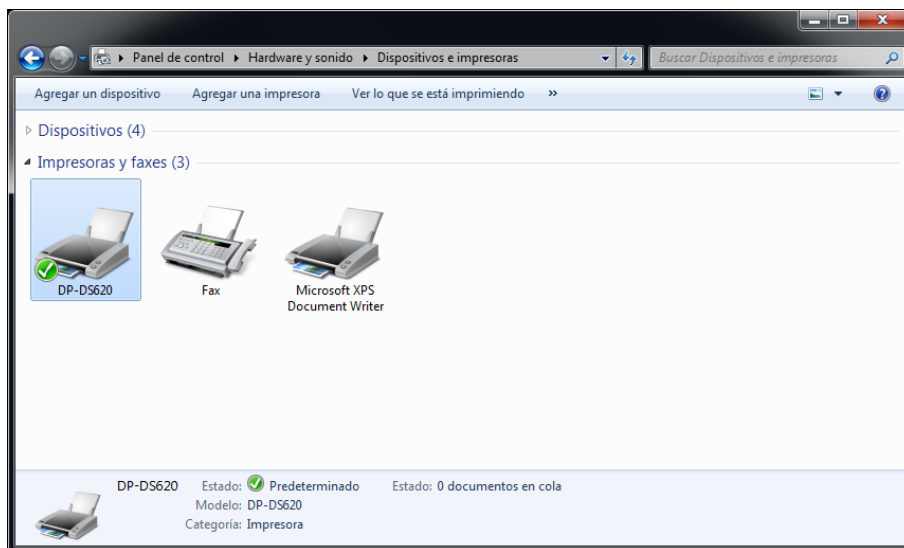 Panel de control Hardware y sonido Dispositivos e impresoras Buscar Dispositivos e impresoras
Agregar un dispositivo Agregar una impresora Ver lo que se está imprimiendo »
Dispositivos (4)
Impresoras y faxes (3)
DP-DS620 Fax Microsoft XPS
Document Writer
DP-DS620 Estado: Predeterminado Estado: 0 documentos en cola
Modelo: DP-DS620
Categoría: Impresora